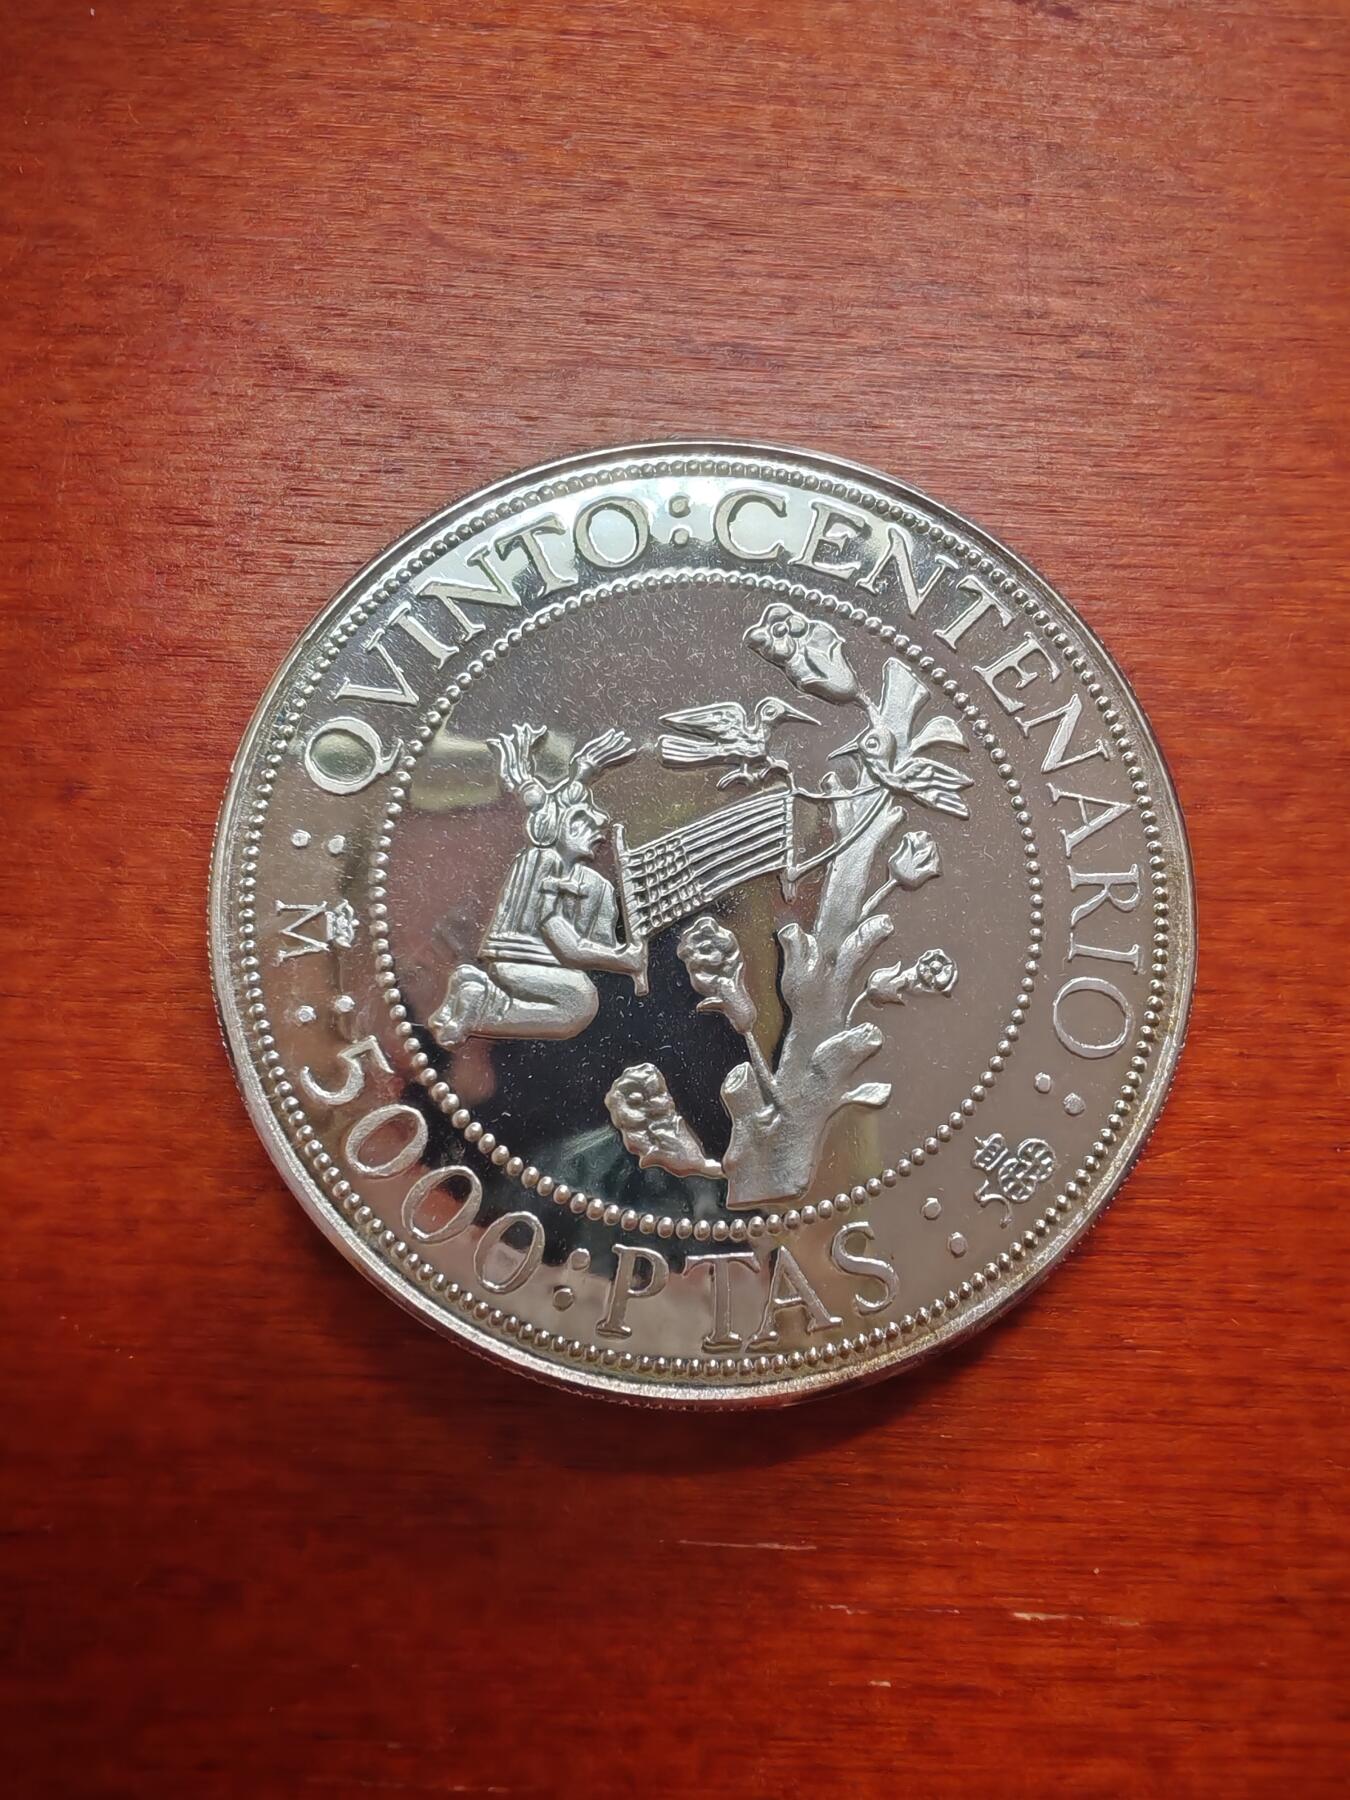 QVINTO : CENTENARIO :
M
: 5000 : PTAS :